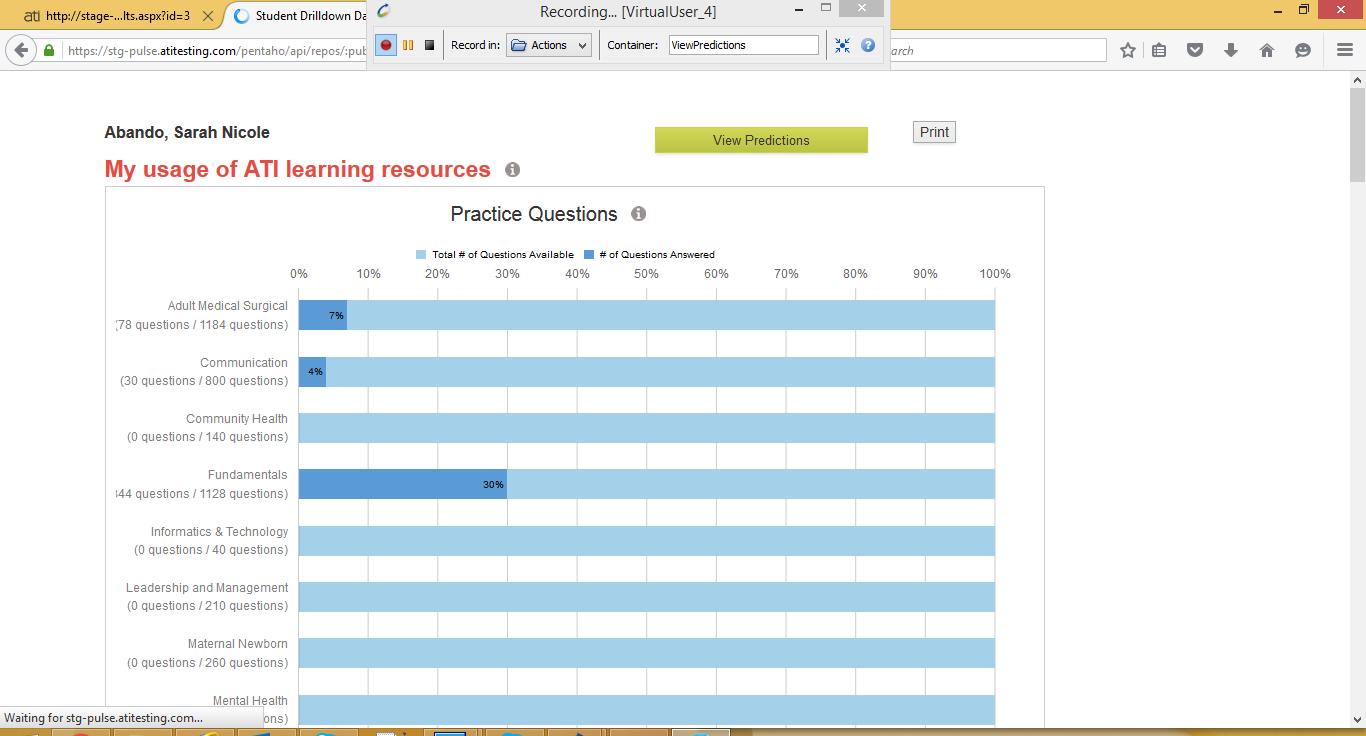 ati http://stage-...lts.aspx?id=3
Student Drilldown Da
Recording... [VirtualUser_4]
https://stg-pulse.atitesting.com/pentaho/api/repos/:pub
Record in: Actions
Container: ViewPredictions
arch
Abando, Sarah Nicole
View Predictions
Print
My usage of ATI learning resources
Practice Questions
Total # of Questions Available
# of Questions Answered
0% 10% 20% 30% 40% 50% 60% 70% 80% 90% 100%
Adult Medical Surgical
(78 questions / 1184 questions)
7%
Communication
(30 questions / 800 questions)
4%
Community Health
(0 questions / 140 questions)
Fundamentals
44 questions / 1128 questions)
30%
Informatics & Technology
(0 questions / 40 questions)
Leadership and Management
(0 questions / 210 questions)
Maternal Newborn
(0 questions / 260 questions)
Mental Health
ons)
Waiting for stg-pulse.atitesting.com...